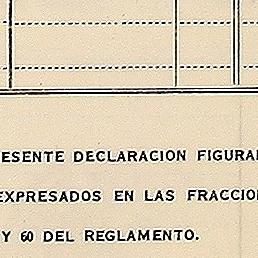 ESENTE DECLARACION FIGURA
EXPRESADOS EN LAS FRACCIO
Y 60 DEL REGLAMENTO.